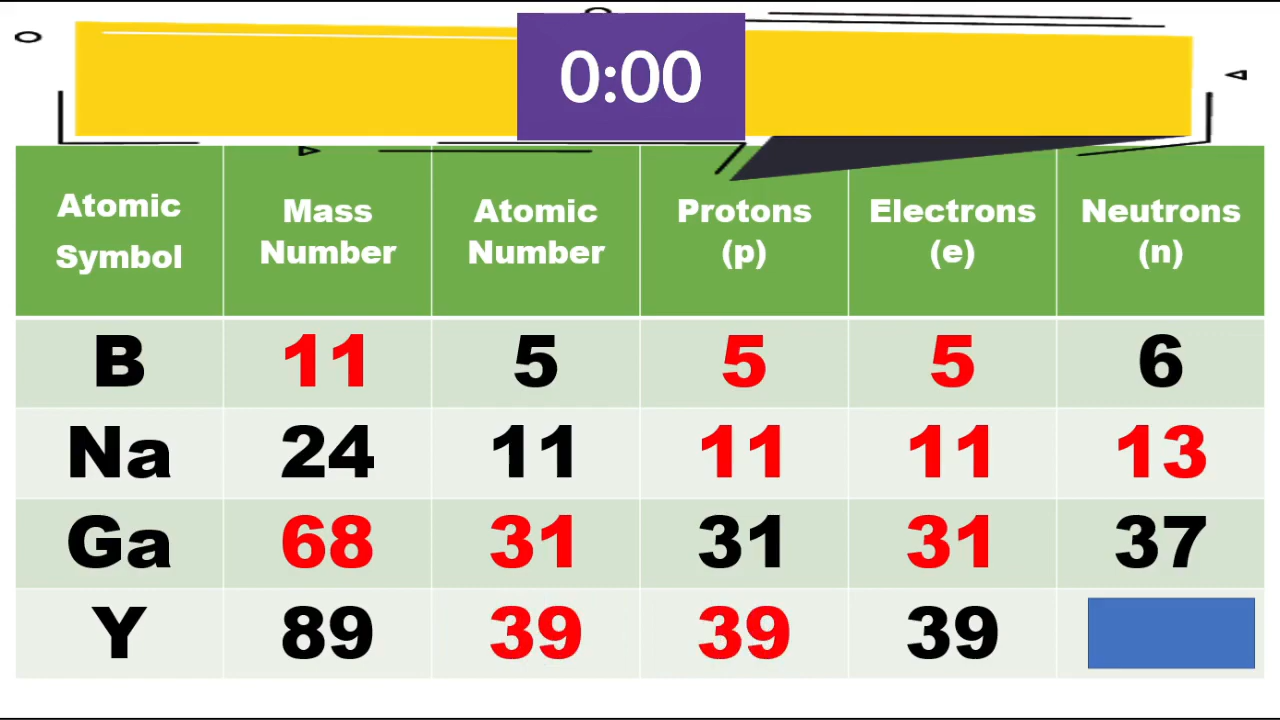 0:00
Atomic Symbol Mass Number Atomic Number Protons (p) Electrons (e) Neutrons (n)
B 11 5 5 5 6
Na 24 11 11 11 13
Ga 68 31 31 31 37
Y 89 39 39 39